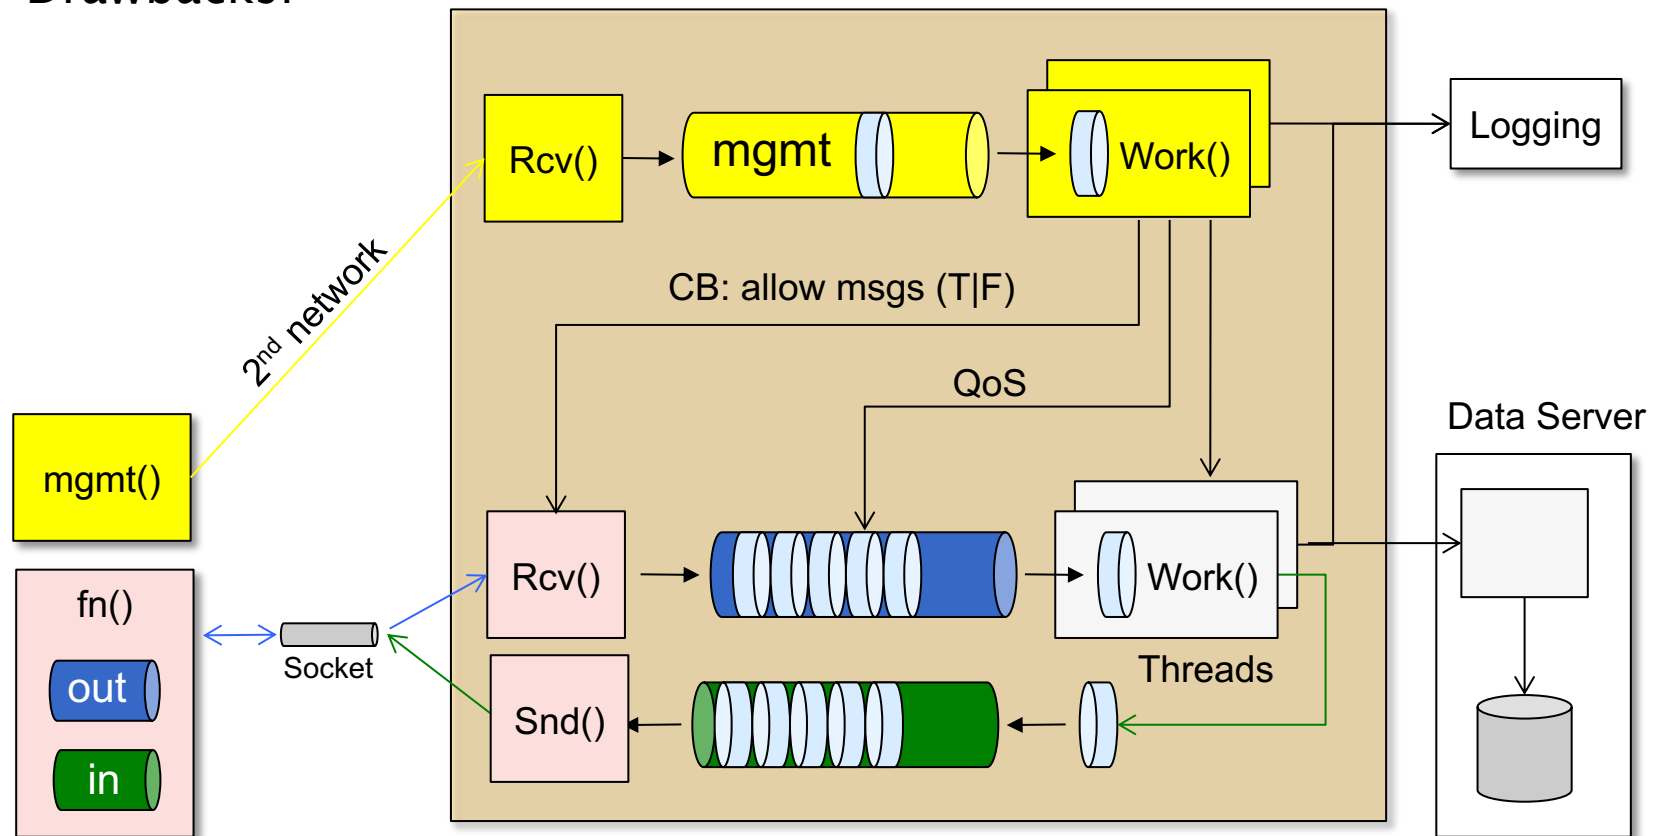 Drawbacks:
Rcv()
mgmt
Work()
Logging
2nd network
CB: allow msgs (T|F)
QoS
mgmt()
Data Server
fn()
out
in
Socket
Rcv()
Work()
Threads
Snd()